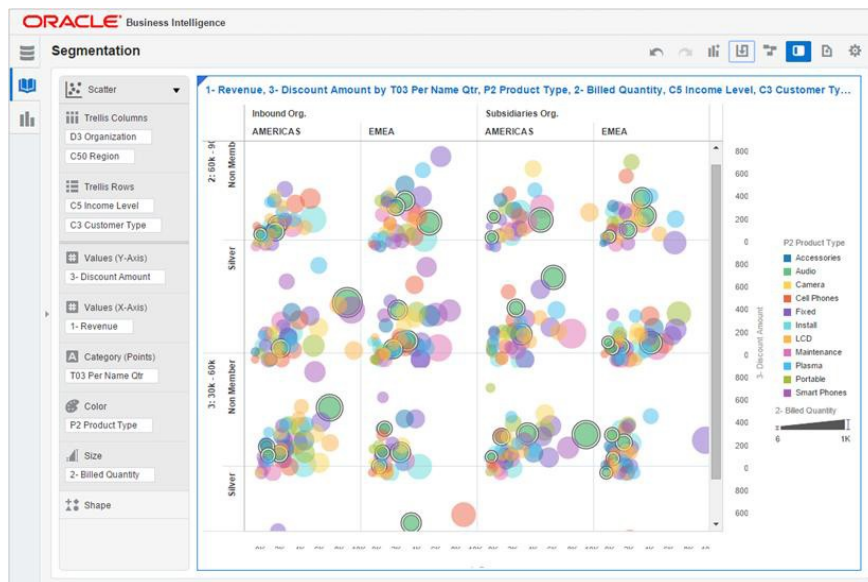 ORACLE Business Intelligence
Segmentation
Scatter
Trellis Columns
D3 Organization
C50 Region
Trellis Rows
C5 Income Level
C3 Customer Type
Values (Y-Axis)
3- Discount Amount
Values (X-Axis)
1- Revenue
Category (Points)
T03 Per Name Qtr
Color
P2 Product Type
Size
2- Billed Quantity
Shape
1- Revenue, 3- Discount Amount by T03 Per Name Qtr, P2 Product Type, 2- Billed Quantity, C5 Income Level, C3 Customer Ty...
Inbound Org. Subsidiaries Org.
AMERICAS EMEA AMERICAS EMEA
2: 60k - 90
Non Memb
Silver
3: 30k - 60k
Non Member
Silver
800
600
400
200
0
800
600
400
200
0
800
600
400
200
0
800
600
3- Discount Amount
P2 Product Type
Accessories
Audio
Camera
Cell Phones
Fixed
Install
LCD
Maintenance
Plasma
Portable
Smart Phones
2- Billed Quantity
6 1K